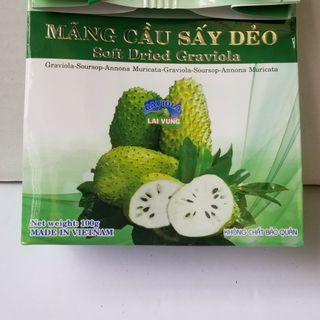 MÃNG CẦU SẤY DẺO
Soft Dried Graviola
Graviola-Soursop-Annona Muricata-Graviola-Soursop-Annona Muricata
GRAVIOLA
LAI VUNG
Net weight: 100g
MADE IN VIETNAM
KHÔNG CHẤT BẢO QUẢN